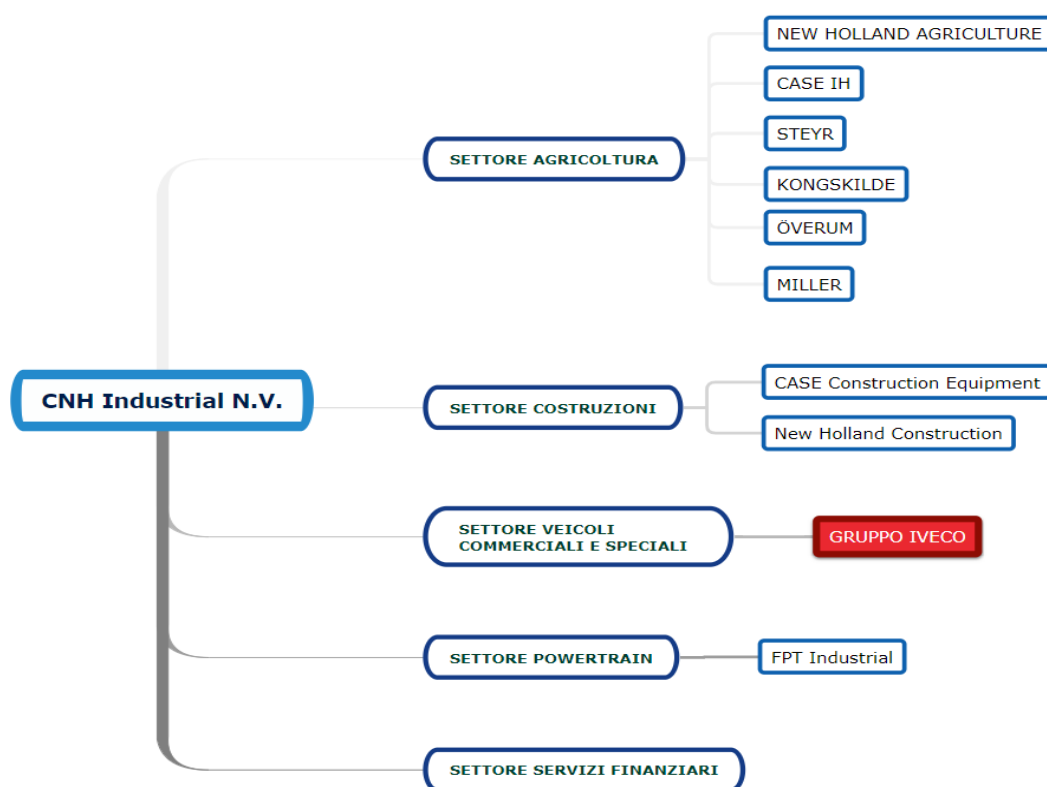 CNH Industrial N.V.
SETTORE AGRICOLTURA
NEW HOLLAND AGRICULTURE
CASE IH
STEYR
KONGSKILDE
ÖVERUM
MILLER
SETTORE COSTRUZIONI
CASE Construction Equipment
New Holland Construction
SETTORE VEICOLI
COMMERCIALI E SPECIALI
GRUPPO IVECO
SETTORE POWERTRAIN
FPT Industrial
SETTORE SERVIZI FINANZIARI